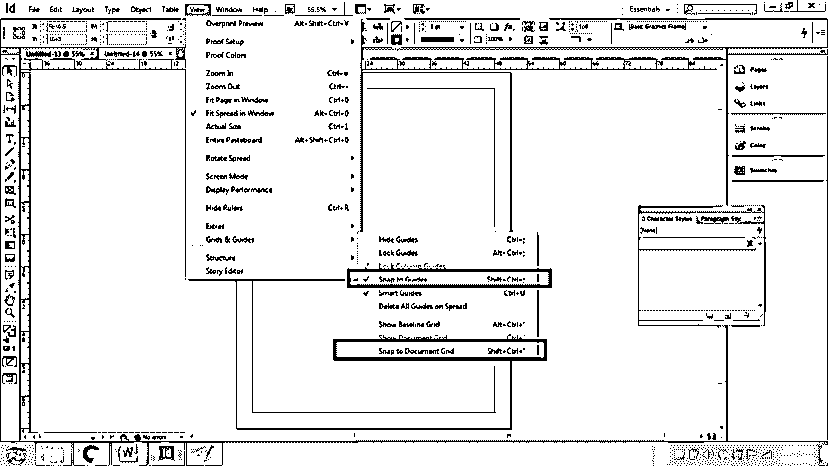 Id File Edit Layout Type Object Table View Window Help Br 55.5% Essentials
Untitled-13 @ 55% × Untitled-14 @ 55% ×
Overprint Preview Alt+Shift+Ctrl+Y
Proof Setup
Proof Colors
Zoom In Ctrl+=
Zoom Out Ctrl+-
Fit Page in Window Ctrl+0
Fit Spread in Window Alt+Ctrl+0
Actual Size Ctrl+1
Entire Pasteboard Alt+Shift+Ctrl+0
Rotate Spread
Screen Mode
Display Performance
Hide Rulers Ctrl+R
Extras
Grids & Guides
Structure
Story Editor
Hide Guides Ctrl+;
Lock Guides Alt+Ctrl+;
Lock Column Guides
Snap to Guides Shift+Ctrl+;
Smart Guides Ctrl+U
Delete All Guides on Spread
Show Baseline Grid Alt+Ctrl+'
Show Document Grid Ctrl+'
Snap to Document Grid Shift+Ctrl+'
1 pt
100%
[Basic Graphics Frame]
Pages
Layers
Links
Stroke
Color
Swatches
Character Styles Paragraph Sty
[None]
No errors